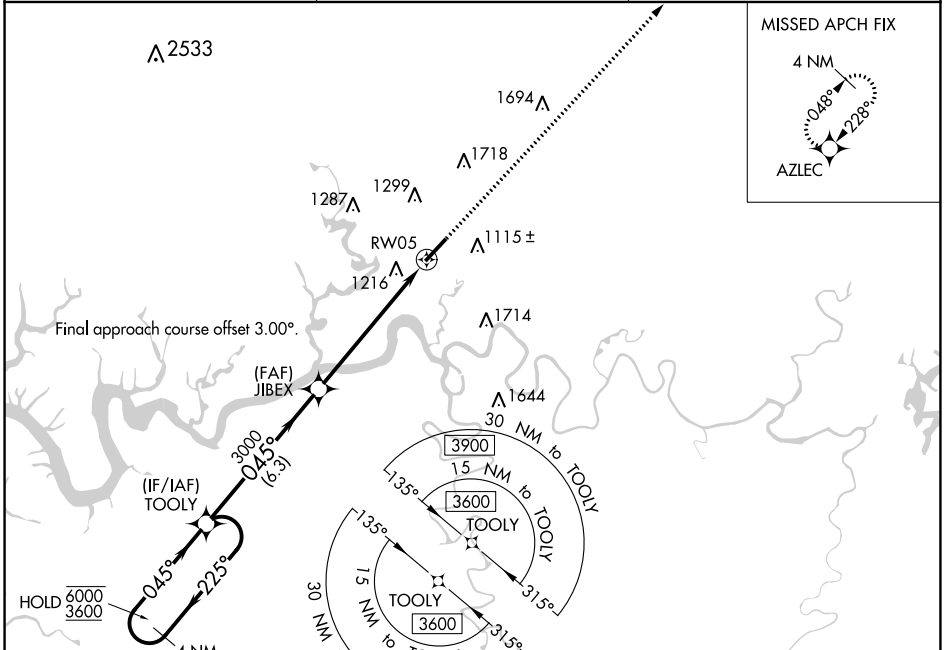 MISSED APCH FIX
4 NM
048°
228°
AZLEC
2533
1694
1718
1299
1287
RW05
1115 ±
1216
1714
Final approach course offset 3.00°.
(FAF)
JIBEX
1644
3000
045°
(6.3)
(IF/IAF)
TOOLY
045°
225°
HOLD 6000
3600
4 NM
30 NM to TOOLY
3900
15 NM to TOOLY
3600
135°
TOOLY
315°
135°
TOOLY
315°
3600
15 NM to
30 NM